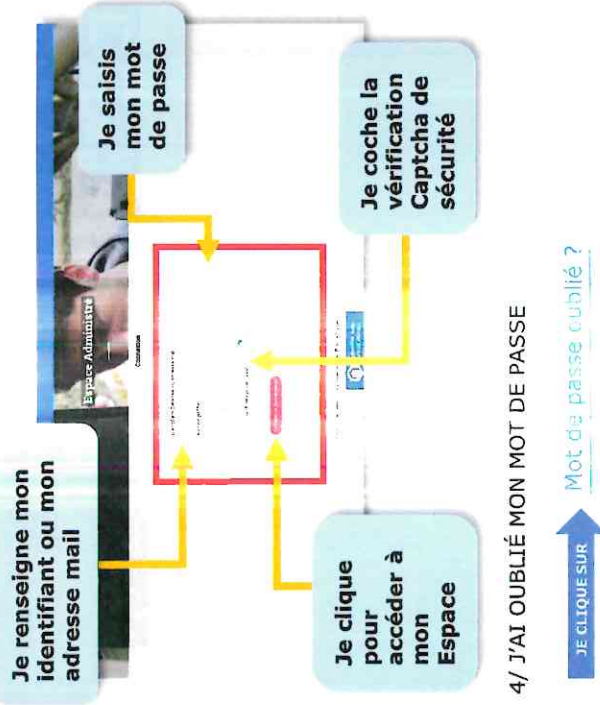 Je renseigne mon
identifiant ou mon
adresse mail
Espace Administré
Connexion
Je saisis
mon mot
de passe
Je clique
pour
accéder à
mon
Espace
Je coche la
vérification
Captcha de
sécurité
4/ J'AI OUBLIÉ MON MOT DE PASSE
JE CLIQUE SUR
Mot de passe oublié ?